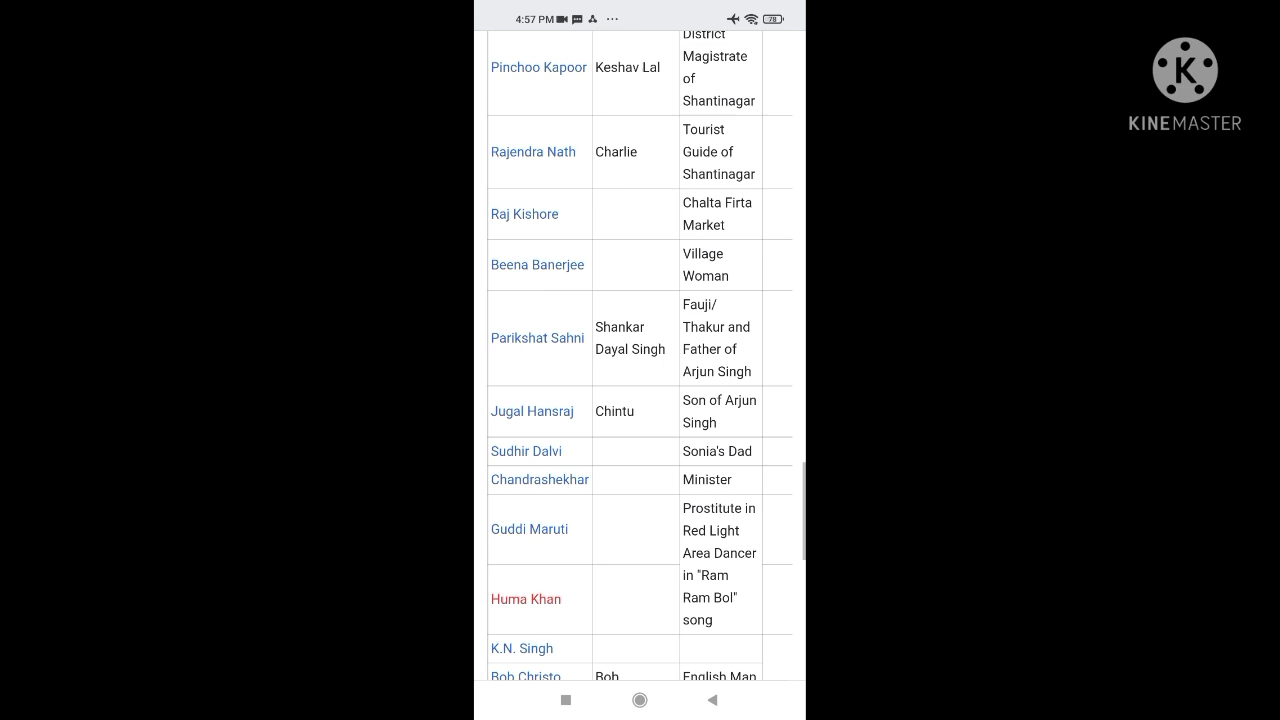 4:57 PM
78
KINEMASTER
District
Pinchoo Kapoor Keshav Lal Magistrate
of
Shantinagar
Tourist
Rajendra Nath Charlie Guide of
Shantinagar
Raj Kishore Chalta Firta
Market
Beena Banerjee Village
Woman
Fauji/
Parikshat Sahni Shankar Thakur and
Dayal Singh Father of
Arjun Singh
Jugal Hansraj Chintu Son of Arjun
Singh
Sudhir Dalvi Sonia's Dad
Chandrashekhar Minister
Prostitute in
Guddi Maruti Red Light
Area Dancer
in "Ram
Huma Khan Ram Bol"
song
K.N. Singh
Bob Christo Bob English Man